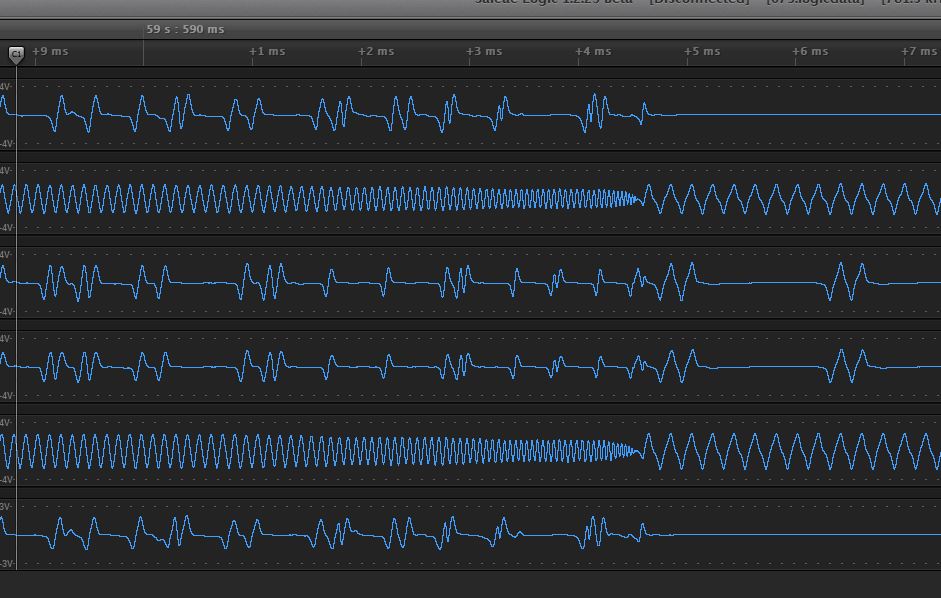 Saleae Logic 1.2.29 Beta - [Disconnected] - [075.logicdata] - [781.5 kH
59 s : 590 ms
C1 +9 ms +1 ms +2 ms +3 ms +4 ms +5 ms +6 ms +7 ms
4V
-4V
4V
-4V
4V
-4V
4V
-4V
4V
-4V
3V
-3V